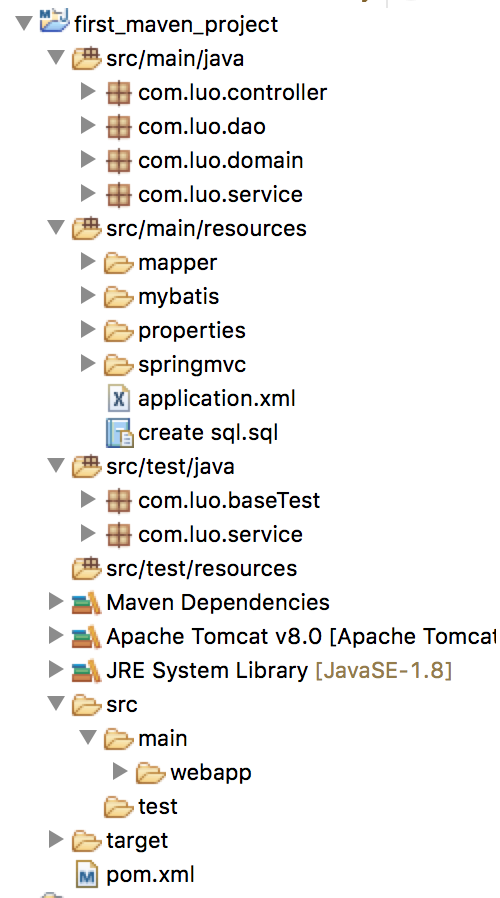 first_maven_project
src/main/java
com.luo.controller
com.luo.dao
com.luo.domain
com.luo.service
src/main/resources
mapper
mybatis
properties
springmvc
application.xml
create sql.sql
src/test/java
com.luo.baseTest
com.luo.service
src/test/resources
Maven Dependencies
Apache Tomcat v8.0 [Apache Tomcat
JRE System Library [JavaSE-1.8]
src
main
webapp
test
target
pom.xml